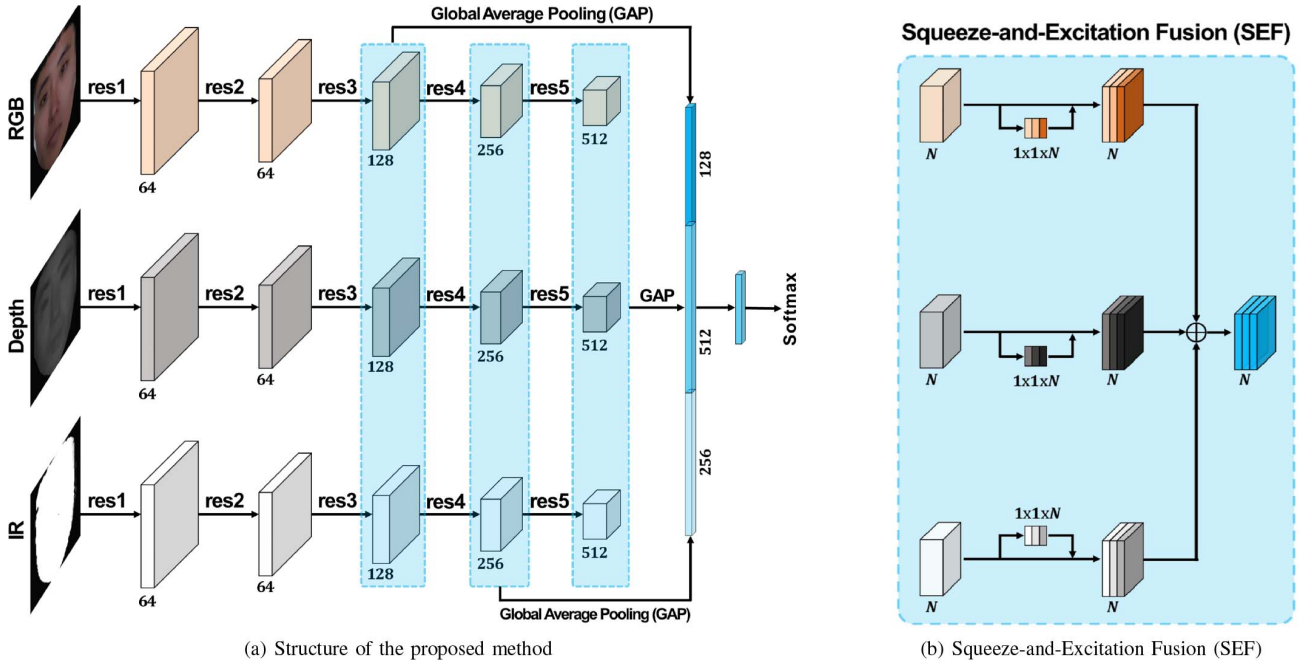 Global Average Pooling (GAP)
RGB
res1
res2
res3
res4
res5
64
64
128
256
512
128
Depth
res1
res2
res3
res4
res5
GAP
64
64
128
256
512
512
Softmax
IR
res1
res2
res3
res4
res5
64
64
128
256
512
256
Global Average Pooling (GAP)
(a) Structure of the proposed method
Squeeze-and-Excitation Fusion (SEF)
N
1x1xN
N
N
1x1xN
N
N
1x1xN
N
N
(b) Squeeze-and-Excitation Fusion (SEF)